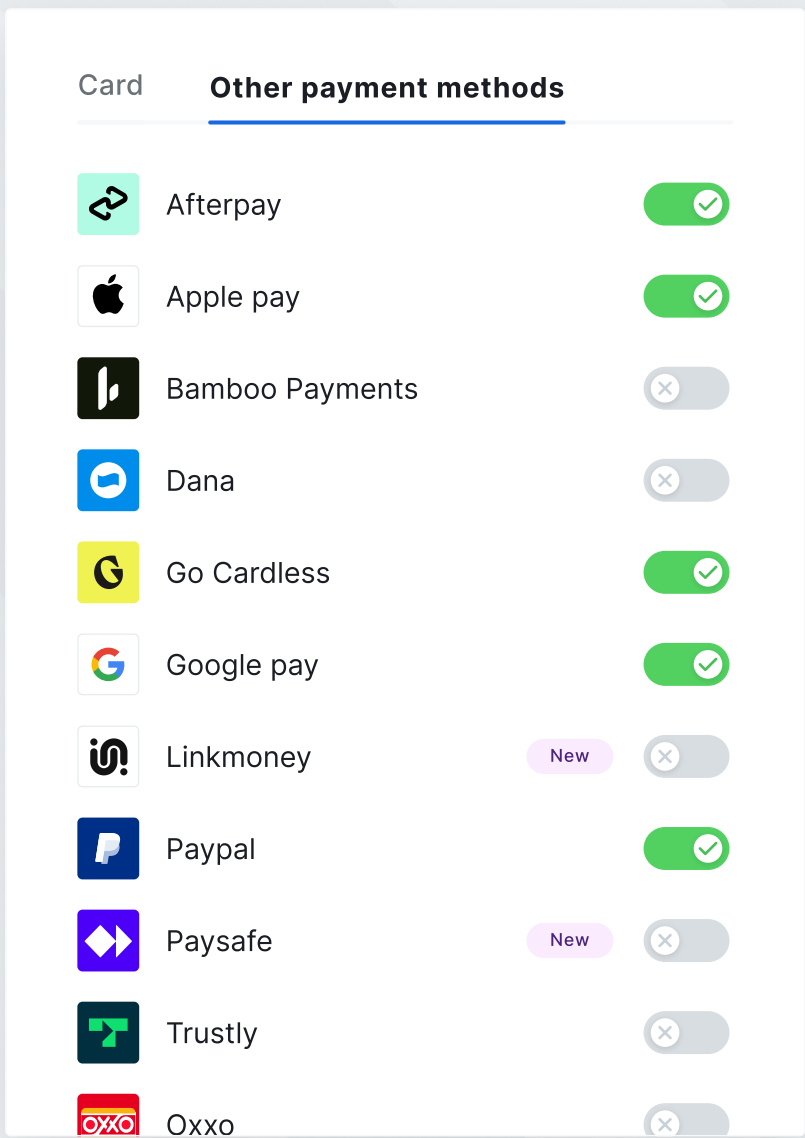 Card
Other payment methods
Afterpay
Apple pay
Bamboo Payments
Dana
Go Cardless
Google pay
Linkmoney
New
Paypal
Paysafe
New
Trustly
OXXO
Oxxo